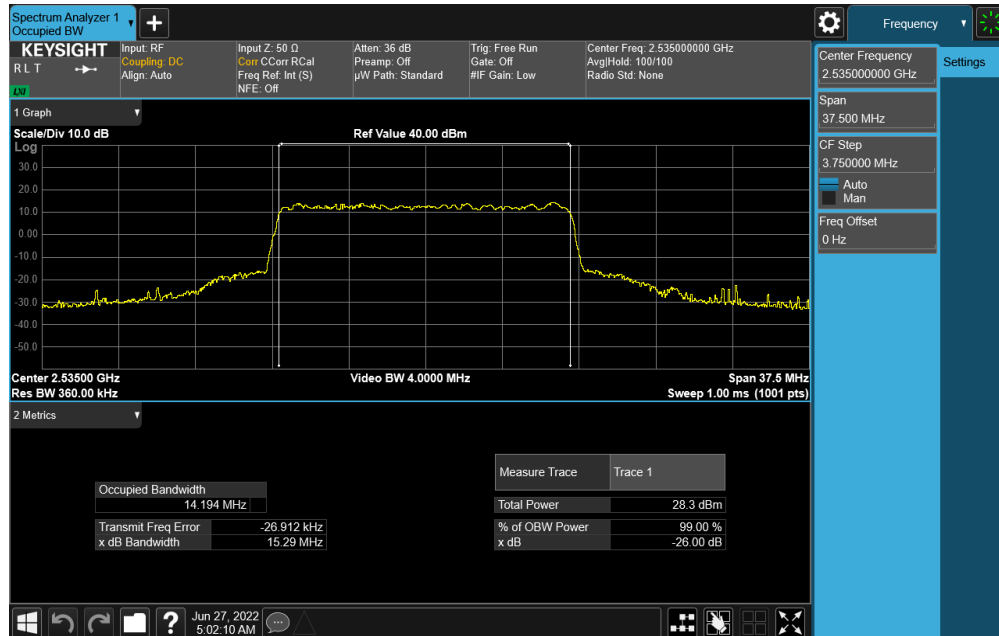 Spectrum Analyzer 1
Occupied BW
Frequency
KEYSIGHT
RLT
LXI
Input: RF
Coupling: DC
Align: Auto
Input Z: 50 Ω
Corr CCorr RCal
Freq Ref: Int (S)
NFE: Off
Atten: 36 dB
Preamp: Off
µW Path: Standard
Trig: Free Run
Gate: Off
#IF Gain: Low
Center Freq: 2.535000000 GHz
Avg|Hold: 100/100
Radio Std: None
Center Frequency
2.535000000 GHz
Settings
Span
37.500 MHz
CF Step
3.750000 MHz
Auto
Man
Freq Offset
0 Hz
1 Graph
Scale/Div 10.0 dB
Ref Value 40.00 dBm
Log
30.0
20.0
10.0
0.00
-10.0
-20.0
-30.0
-40.0
-50.0
Center 2.53500 GHz
Video BW 4.0000 MHz
Span 37.5 MHz
Res BW 360.00 kHz
Sweep 1.00 ms (1001 pts)
2 Metrics
Measure Trace Trace 1
Occupied Bandwidth
14.194 MHz
Total Power 28.3 dBm
Transmit Freq Error -26.912 kHz
% of OBW Power 99.00 %
x dB Bandwidth 15.29 MHz
x dB -26.00 dB
Jun 27, 2022
5:02:10 AM